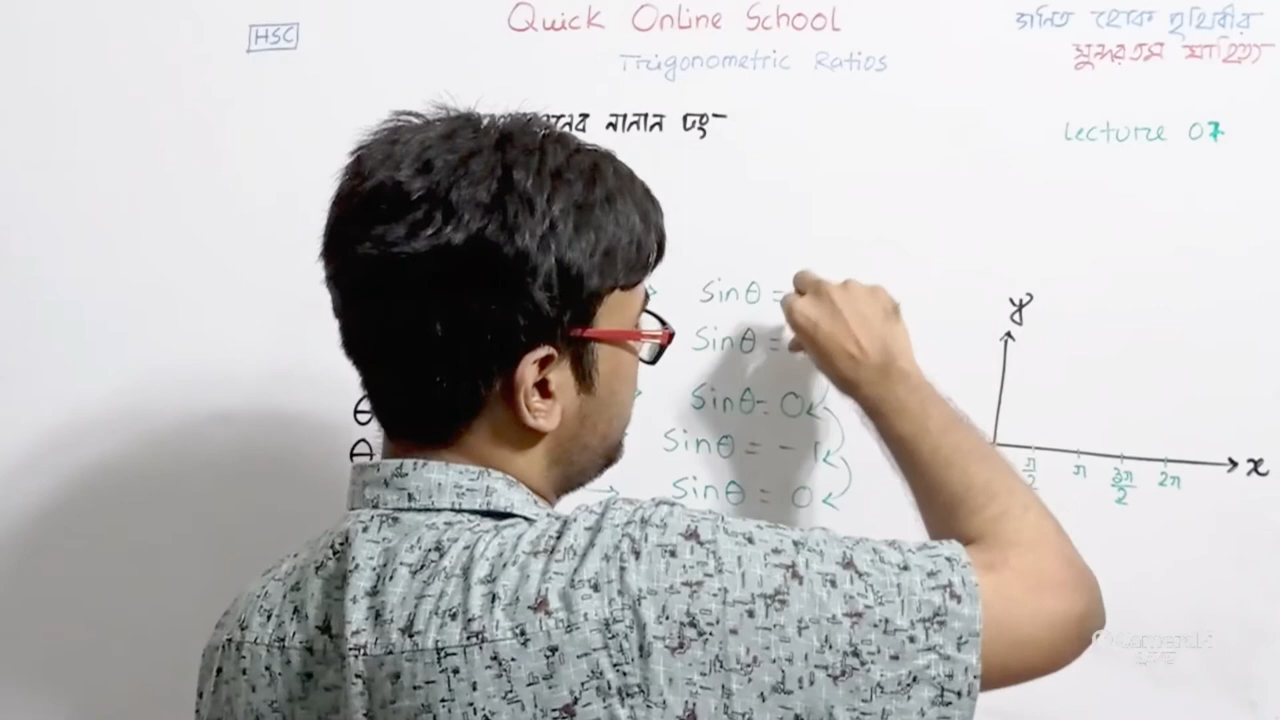 HSC
Quick Online School
Trigonometric Ratios
গনিত হোক পৃথিবীর
সুন্দরতম সাহিত্য
নানান ঢং-
Lecture 07
sinθ =
sinθ =
sinθ = 0
sinθ = -1
sinθ = 0
θ
θ
y
x
π/2
π
3π/2
2π